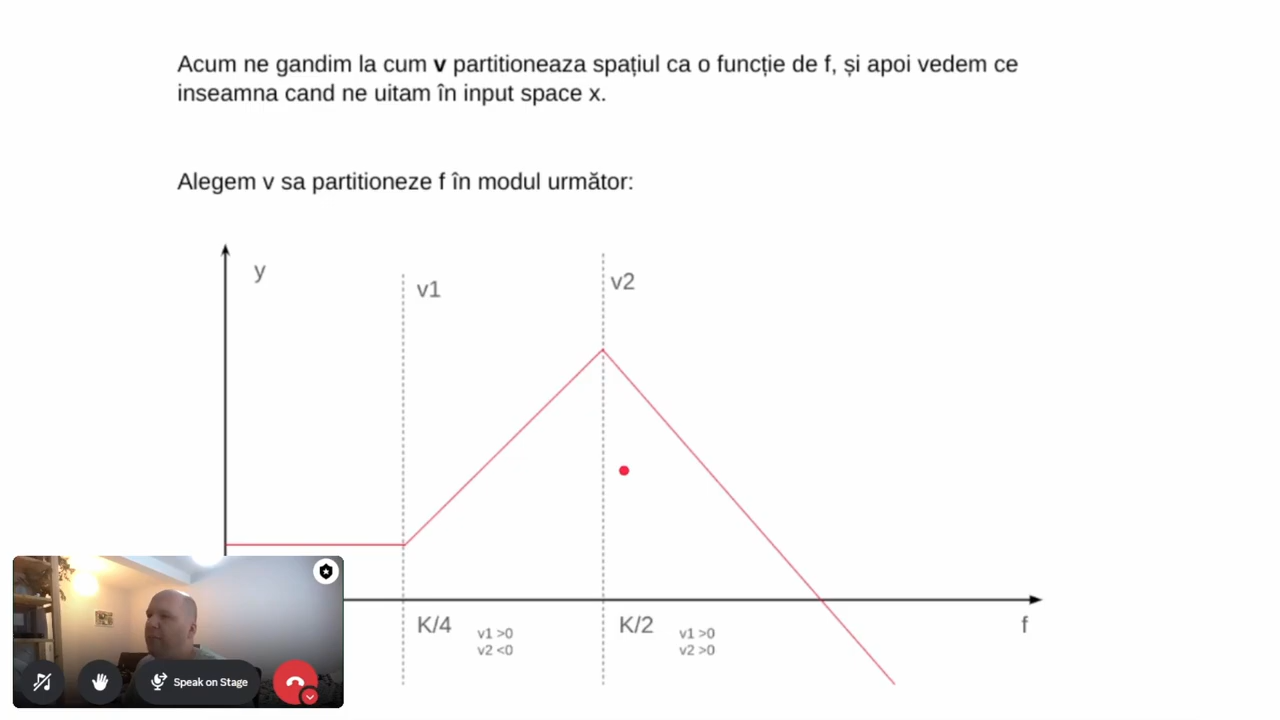 Acum ne gandim la cum v partitioneaza spațiul ca o funcție de f, și apoi vedem ce
inseamna cand ne uitam în input space x.
Alegem v sa partitioneze f în modul următor:
y
v1
v2
K/4
v1 >0
v2 <0
K/2
v1 >0
v2 >0
f
Speak on Stage